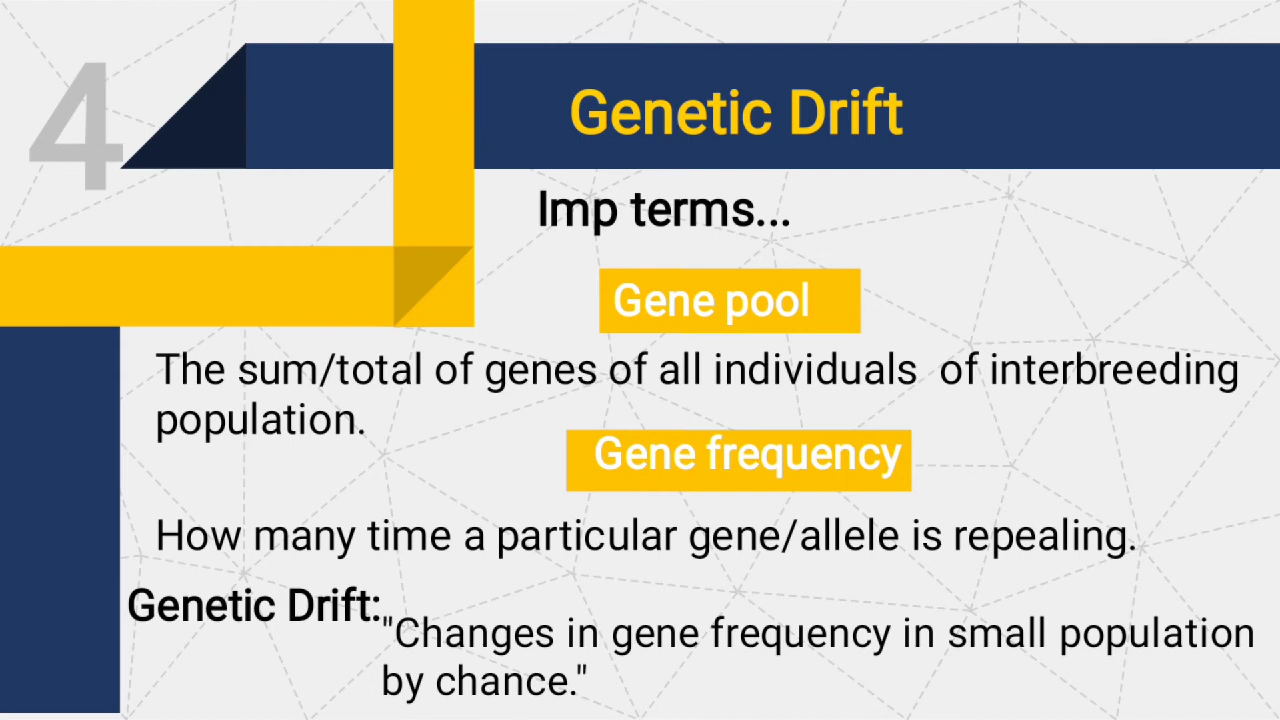 4
Genetic Drift
Imp terms...
Gene pool
The sum/total of genes of all individuals of interbreeding
population.
Gene frequency
How many time a particular gene/allele is repealing.
Genetic Drift:
"Changes in gene frequency in small population
by chance."